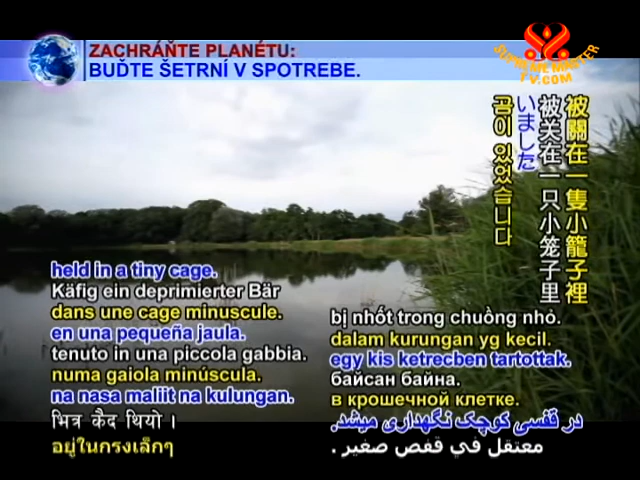 ZACHRÁŇTE PLANÉTU:
BUĎTE ŠETRNÍ V SPOTREBE.
SUPREME MASTER
TV.COM
被關在一隻小籠子裡
被关在一只小笼子里
いました
곰이 있었습니다
held in a tiny cage.
Käfig ein deprimierter Bär
dans une cage minuscule.
en una pequeña jaula.
tenuto in una piccola gabbia.
numa gaiola minúscula.
na nasa maliit na kulungan.
भित्र कैद थियो ।
อยู่ในกรงเล็กๆ
bị nhốt trong chuồng nhỏ.
dalam kurungan yg kecil.
egy kis ketrecben tartottak.
байсан байна.
в крошечной клетке.
در قفسی کوچک نگهداری میشد.
معتقل في قفص صغير .